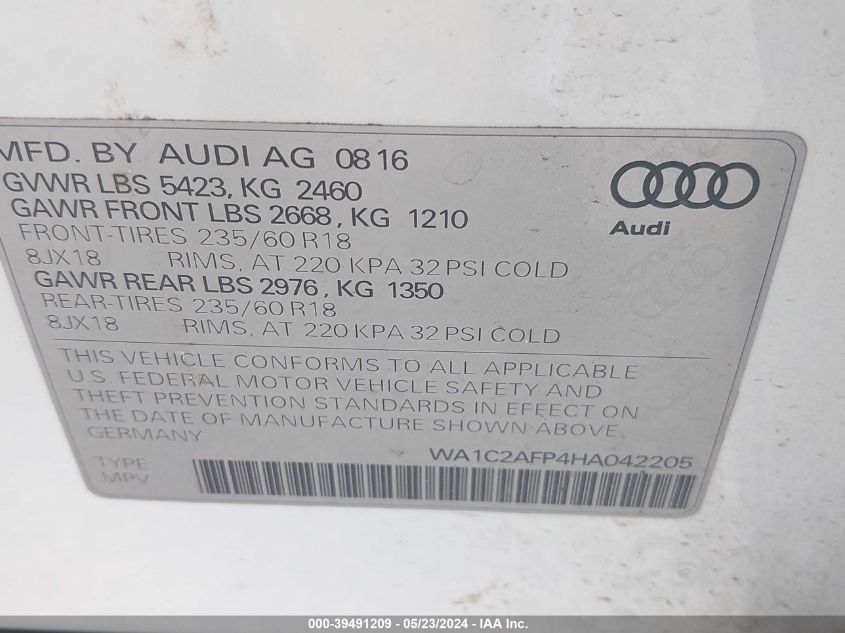 MFD. BY AUDI AG 0816
GVWR LBS 5423, KG 2460
GAWR FRONT LBS 2668, KG 1210
FRONT-TIRES 235/60 R18
8JX18 RIMS, AT 220 KPA 32 PSI COLD
GAWR REAR LBS 2976, KG 1350
REAR-TIRES 235/60 R18
8JX18 RIMS, AT 220 KPA 32 PSI COLD
Audi
THIS VEHICLE CONFORMS TO ALL APPLICABLE
U.S. FEDERAL MOTOR VEHICLE SAFETY AND
THEFT PREVENTION STANDARDS IN EFFECT ON
THE DATE OF MANUFACTURE SHOWN ABOVE.
GERMANY
WA1C2AFP4HA042205
TYPE
MPV
000-39491209 - 05/23/2024 - IAA Inc.